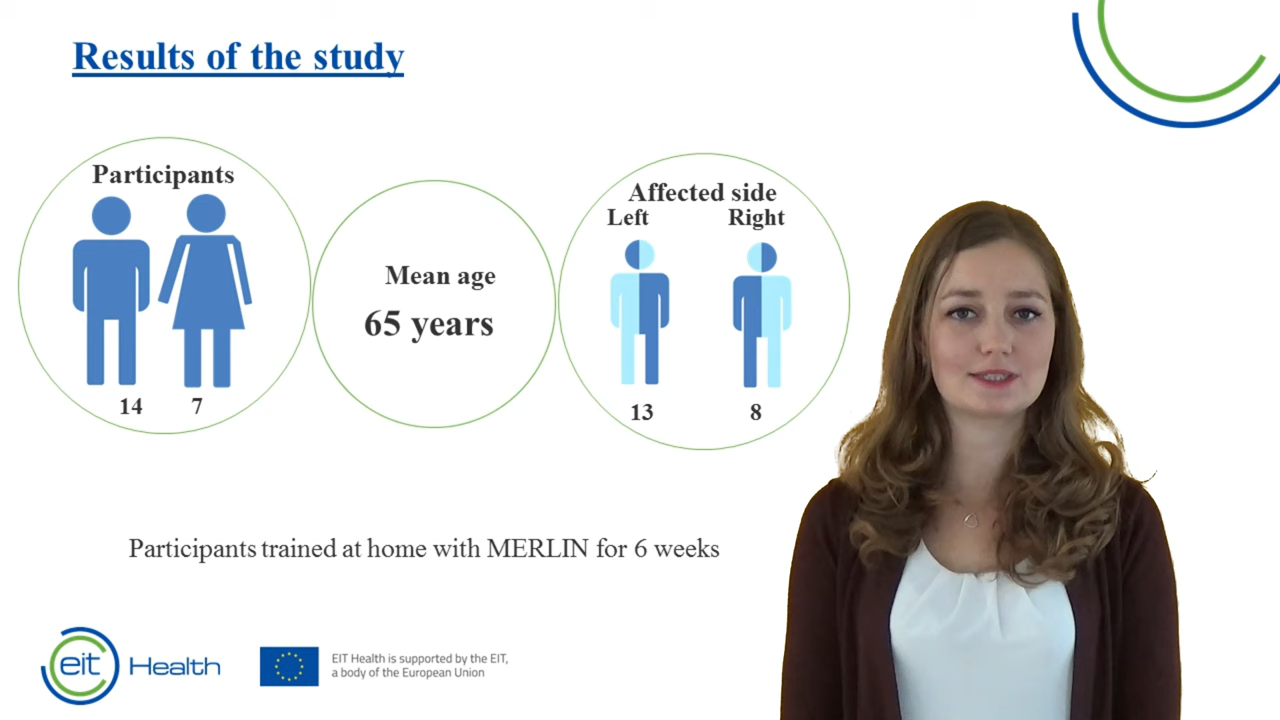 Results of the study
Participants
14 7
Mean age
65 years
Affected side
Left Right
13 8
Participants trained at home with MERLIN for 6 weeks
eit Health
EIT Health is supported by the EIT,
a body of the European Union